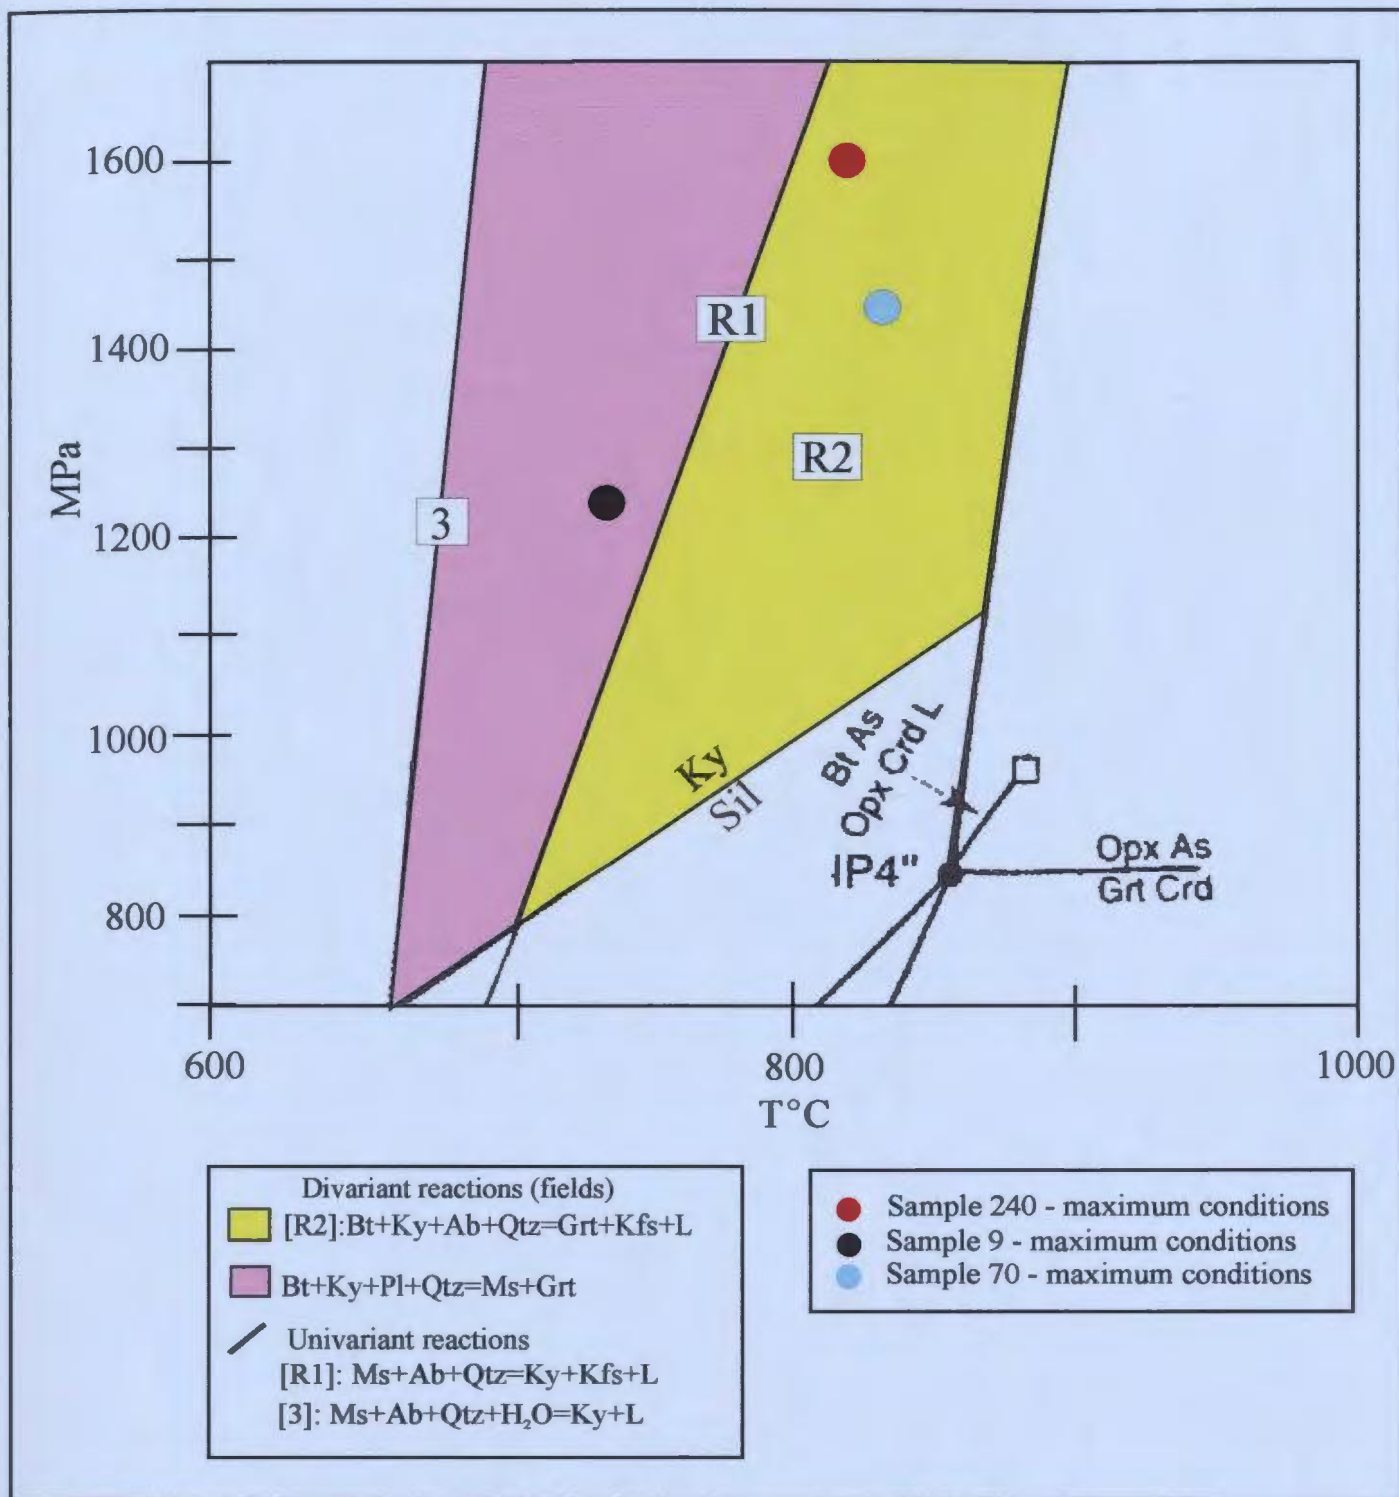 1600
R1
1400
R2
MPa
3
1200
1000
Ky
Sil
Bt As
Opx Crd L
IP4"
Opx As
Grt Crd
800
600
800
1000
T°C
Divariant reactions (fields)
[R2]:Bt+Ky+Ab+Qtz=Grt+Kfs+L
Bt+Ky+Pl+Qtz=Ms+Grt
Univariant reactions
[R1]: Ms+Ab+Qtz=Ky+Kfs+L
[3]: Ms+Ab+Qtz+H₂O=Ky+L
Sample 240 - maximum conditions
Sample 9 - maximum conditions
Sample 70 - maximum conditions